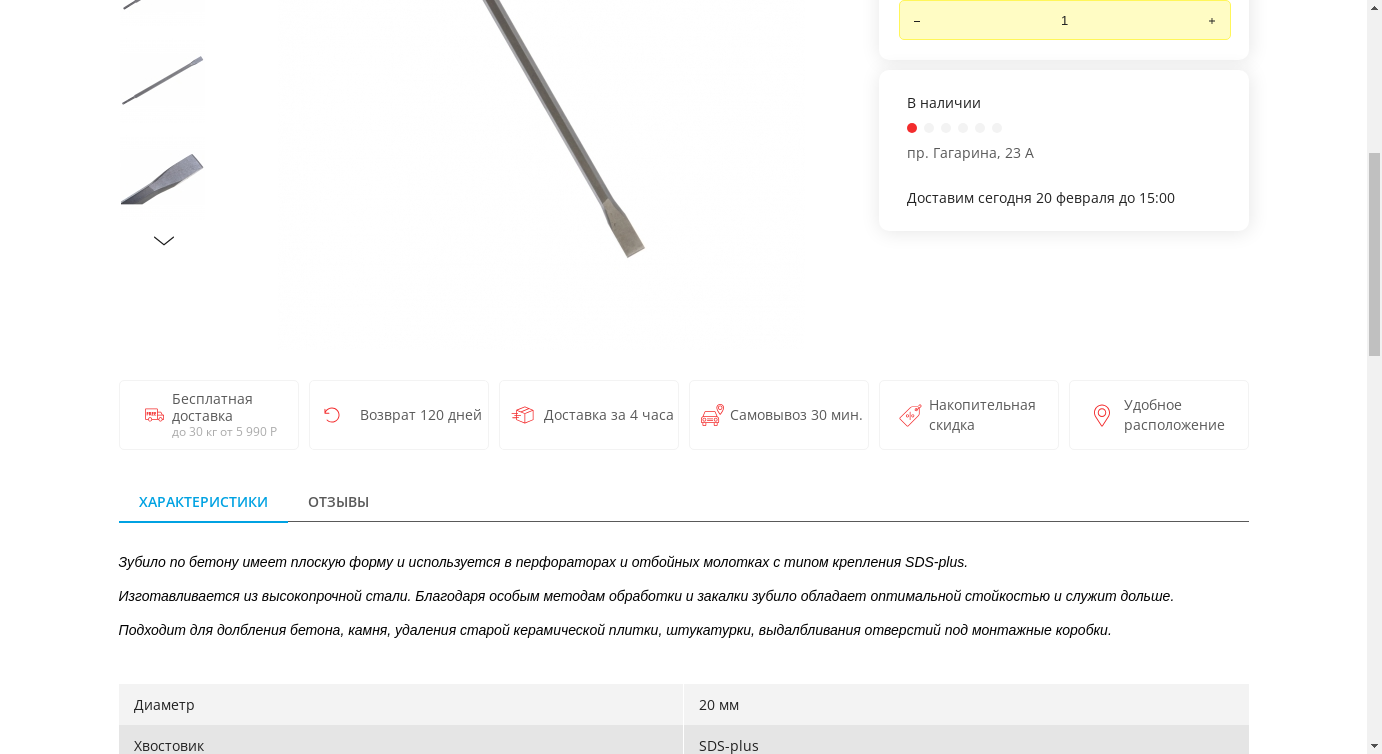 –
1
+
В наличии
пр. Гагарина, 23 А
Доставим сегодня 20 февраля до 15:00
Бесплатная
доставка
до 30 кг от 5 990 Р
Возврат 120 дней
Доставка за 4 часа
Самовывоз 30 мин.
Накопительная
скидка
Удобное
расположение
ХАРАКТЕРИСТИКИ
ОТЗЫВЫ
Зубило по бетону имеет плоскую форму и используется в перфораторах и отбойных молотках с типом крепления SDS-plus.
Изготавливается из высокопрочной стали. Благодаря особым методам обработки и закалки зубило обладает оптимальной стойкостью и служит дольше.
Подходит для долбления бетона, камня, удаления старой керамической плитки, штукатурки, выдалбливания отверстий под монтажные коробки.
Диаметр
20 мм
Хвостовик
SDS-plus